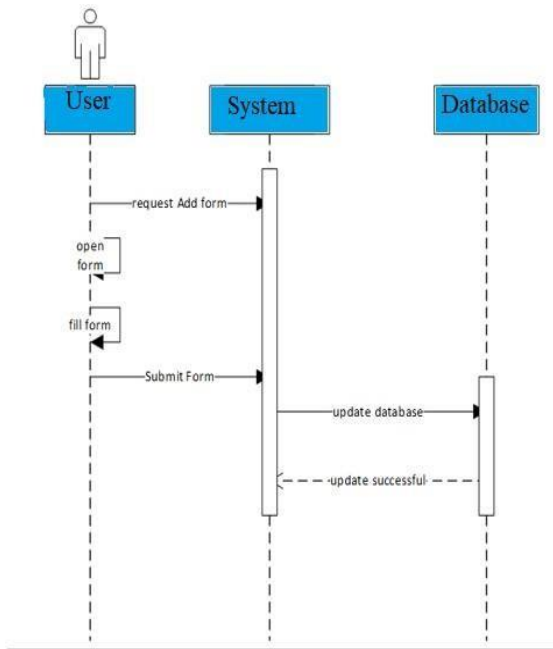 User
System
Database
request Add form
open
form
fill form
Submit Form
update database
update successful